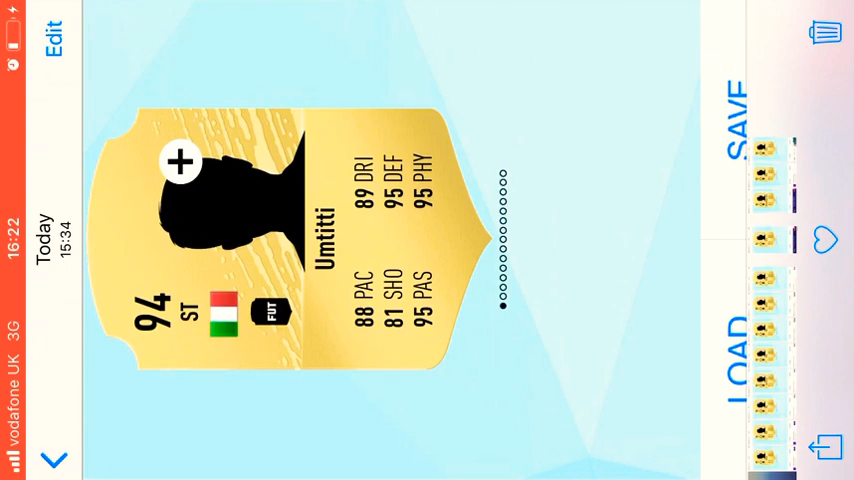 vodafone UK 3G 16:22
Today
15:34
Edit
94
ST
FUT
Umtitti
88 PAC 89 DRI
81 SHO 95 DEF
95 PAS 95 PHY
LOAD SAVE